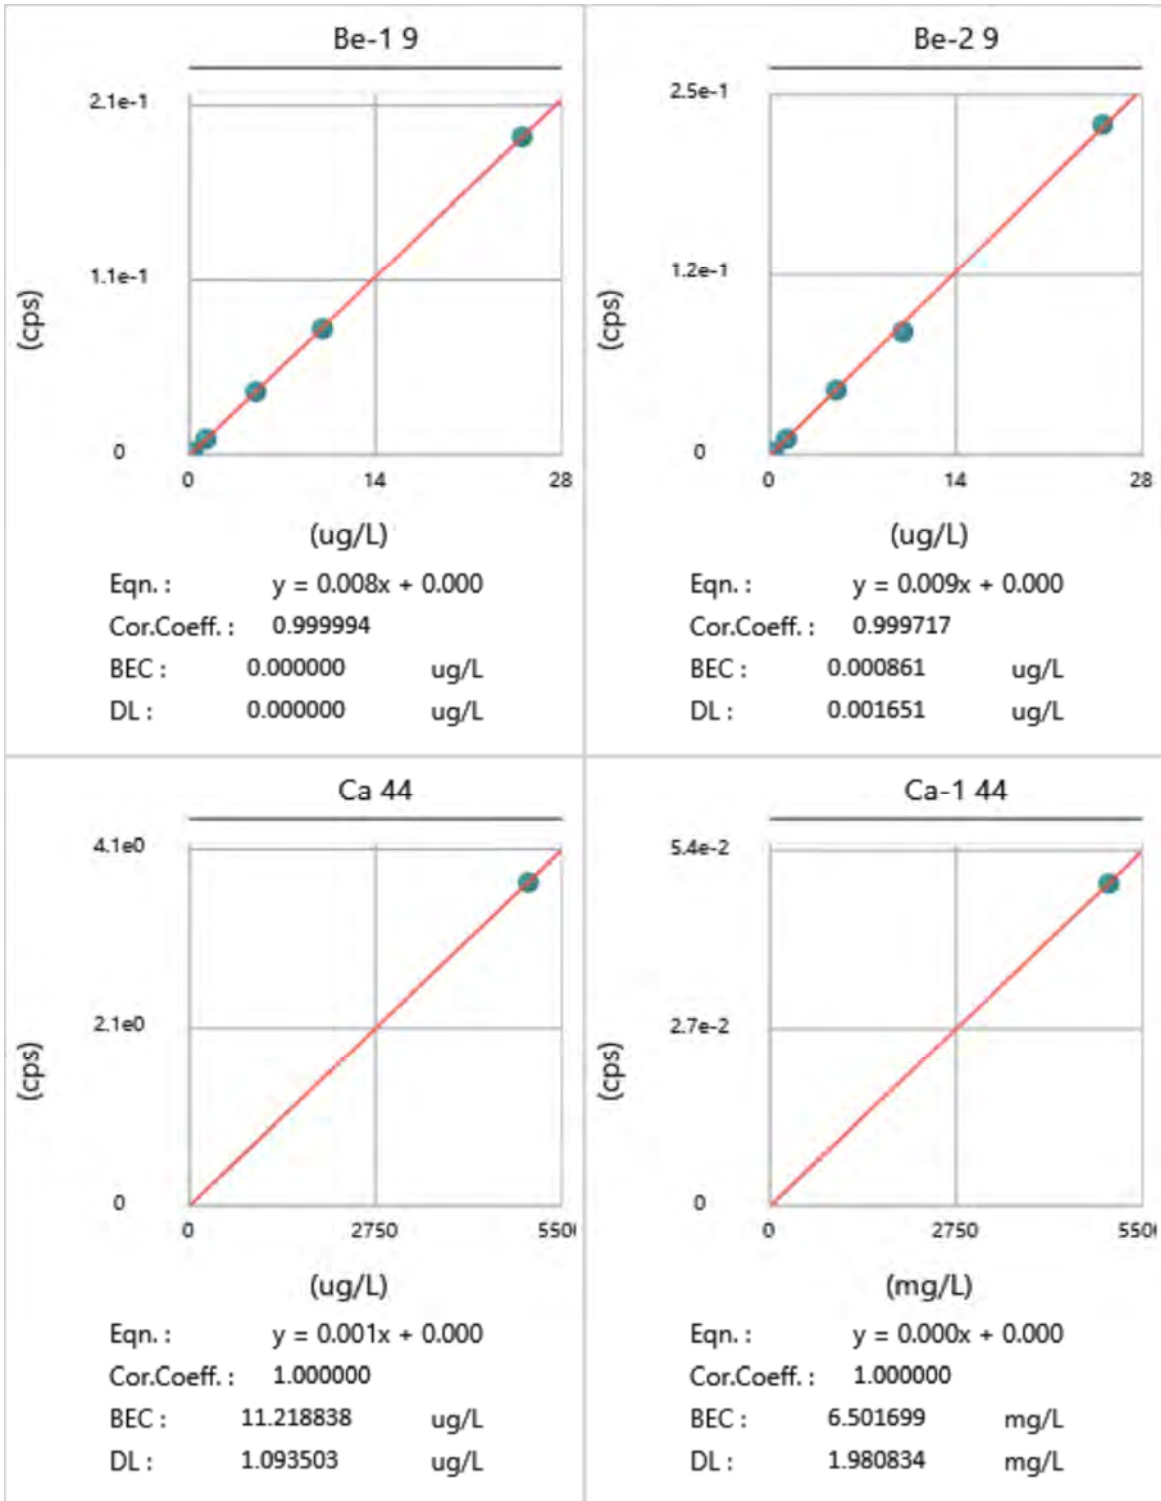 Be-1 9
2.1e-1
1.1e-1
0
(cps)
0 14 28
(ug/L)
Eqn. : y = 0.008x + 0.000
Cor.Coeff. : 0.999994
BEC : 0.000000 ug/L
DL : 0.000000 ug/L
Be-2 9
2.5e-1
1.2e-1
0
(cps)
0 14 28
(ug/L)
Eqn. : y = 0.009x + 0.000
Cor.Coeff. : 0.999717
BEC : 0.000861 ug/L
DL : 0.001651 ug/L
Ca 44
4.1e0
2.1e0
0
(cps)
0 2750 550
(ug/L)
Eqn. : y = 0.001x + 0.000
Cor.Coeff. : 1.000000
BEC : 11.218838 ug/L
DL : 1.093503 ug/L
Ca-1 44
5.4e-2
2.7e-2
0
(cps)
0 2750 550
(mg/L)
Eqn. : y = 0.000x + 0.000
Cor.Coeff. : 1.000000
BEC : 6.501699 mg/L
DL : 1.980834 mg/L